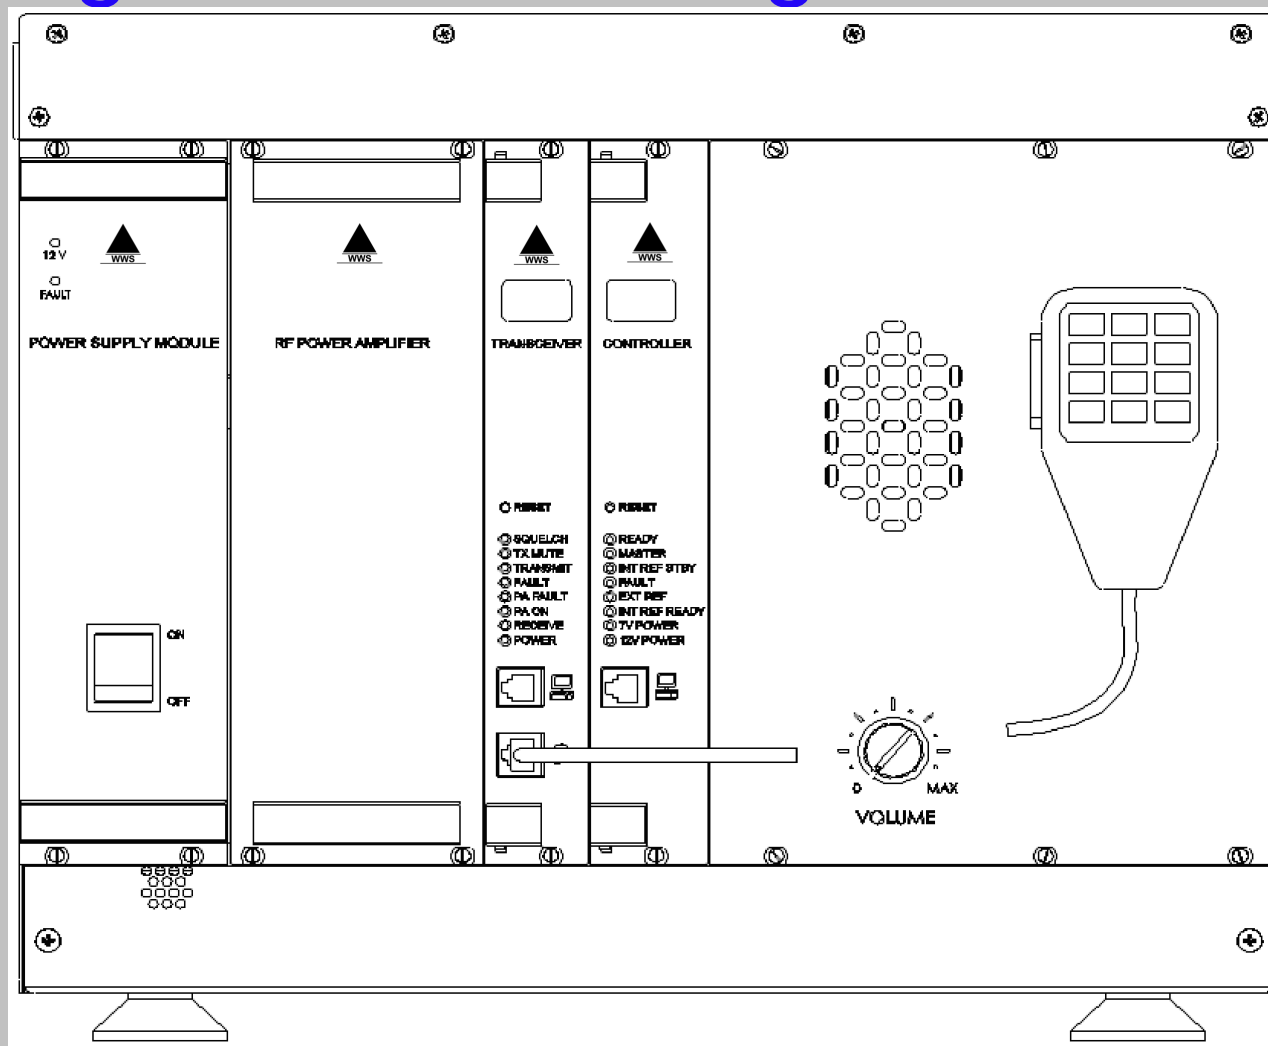 WWS
12 V
FAULT
POWER SUPPLY MODULE
ON
OFF
WWS
RF POWER AMPLIFIER
WWS
TRANSCEIVER
RESET
SQUELCH
TX MUTE
TRANSMIT
FAULT
PA FAULT
PA ON
RECEIVE
POWER
WWS
CONTROLLER
RESET
READY
MASTER
INT REF STBY
FAULT
EXT REF
INT REF READY
7V POWER
12V POWER
0
MAX
VOLUME